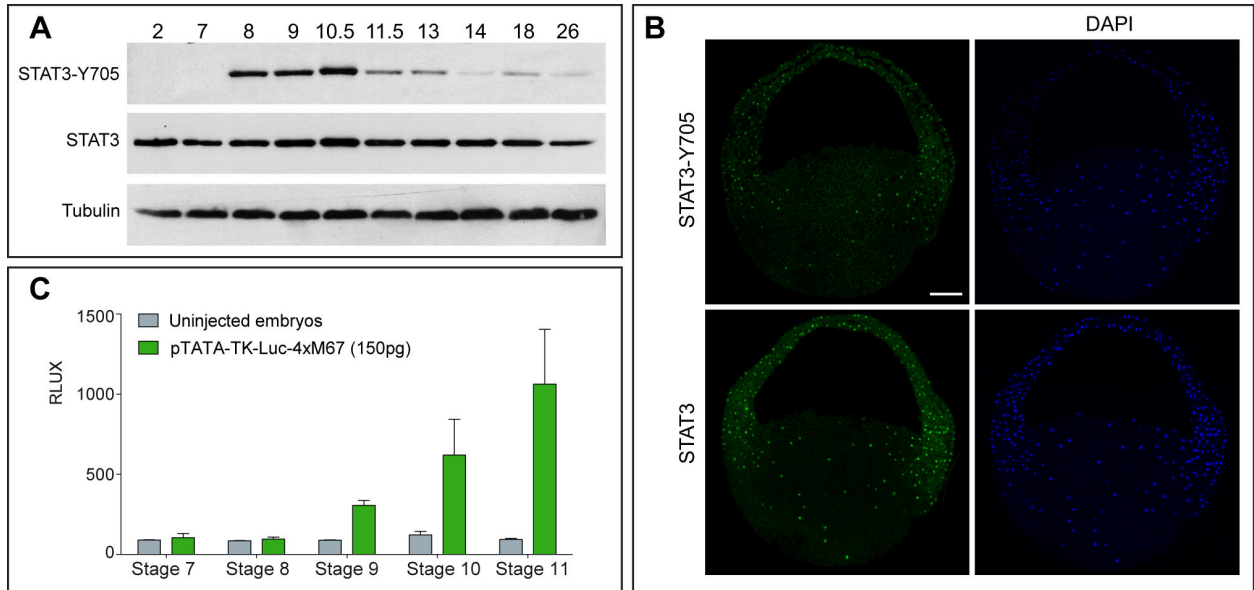 A
2 7 8 9 10.5 11.5 13 14 18 26
STAT3-Y705
STAT3
Tubulin
B
DAPI
STAT3-Y705
STAT3
C
Uninjected embryos
pTATA-TK-Luc-4xM67 (150pg)
RLUX
1500
1000
500
0
Stage 7 Stage 8 Stage 9 Stage 10 Stage 11